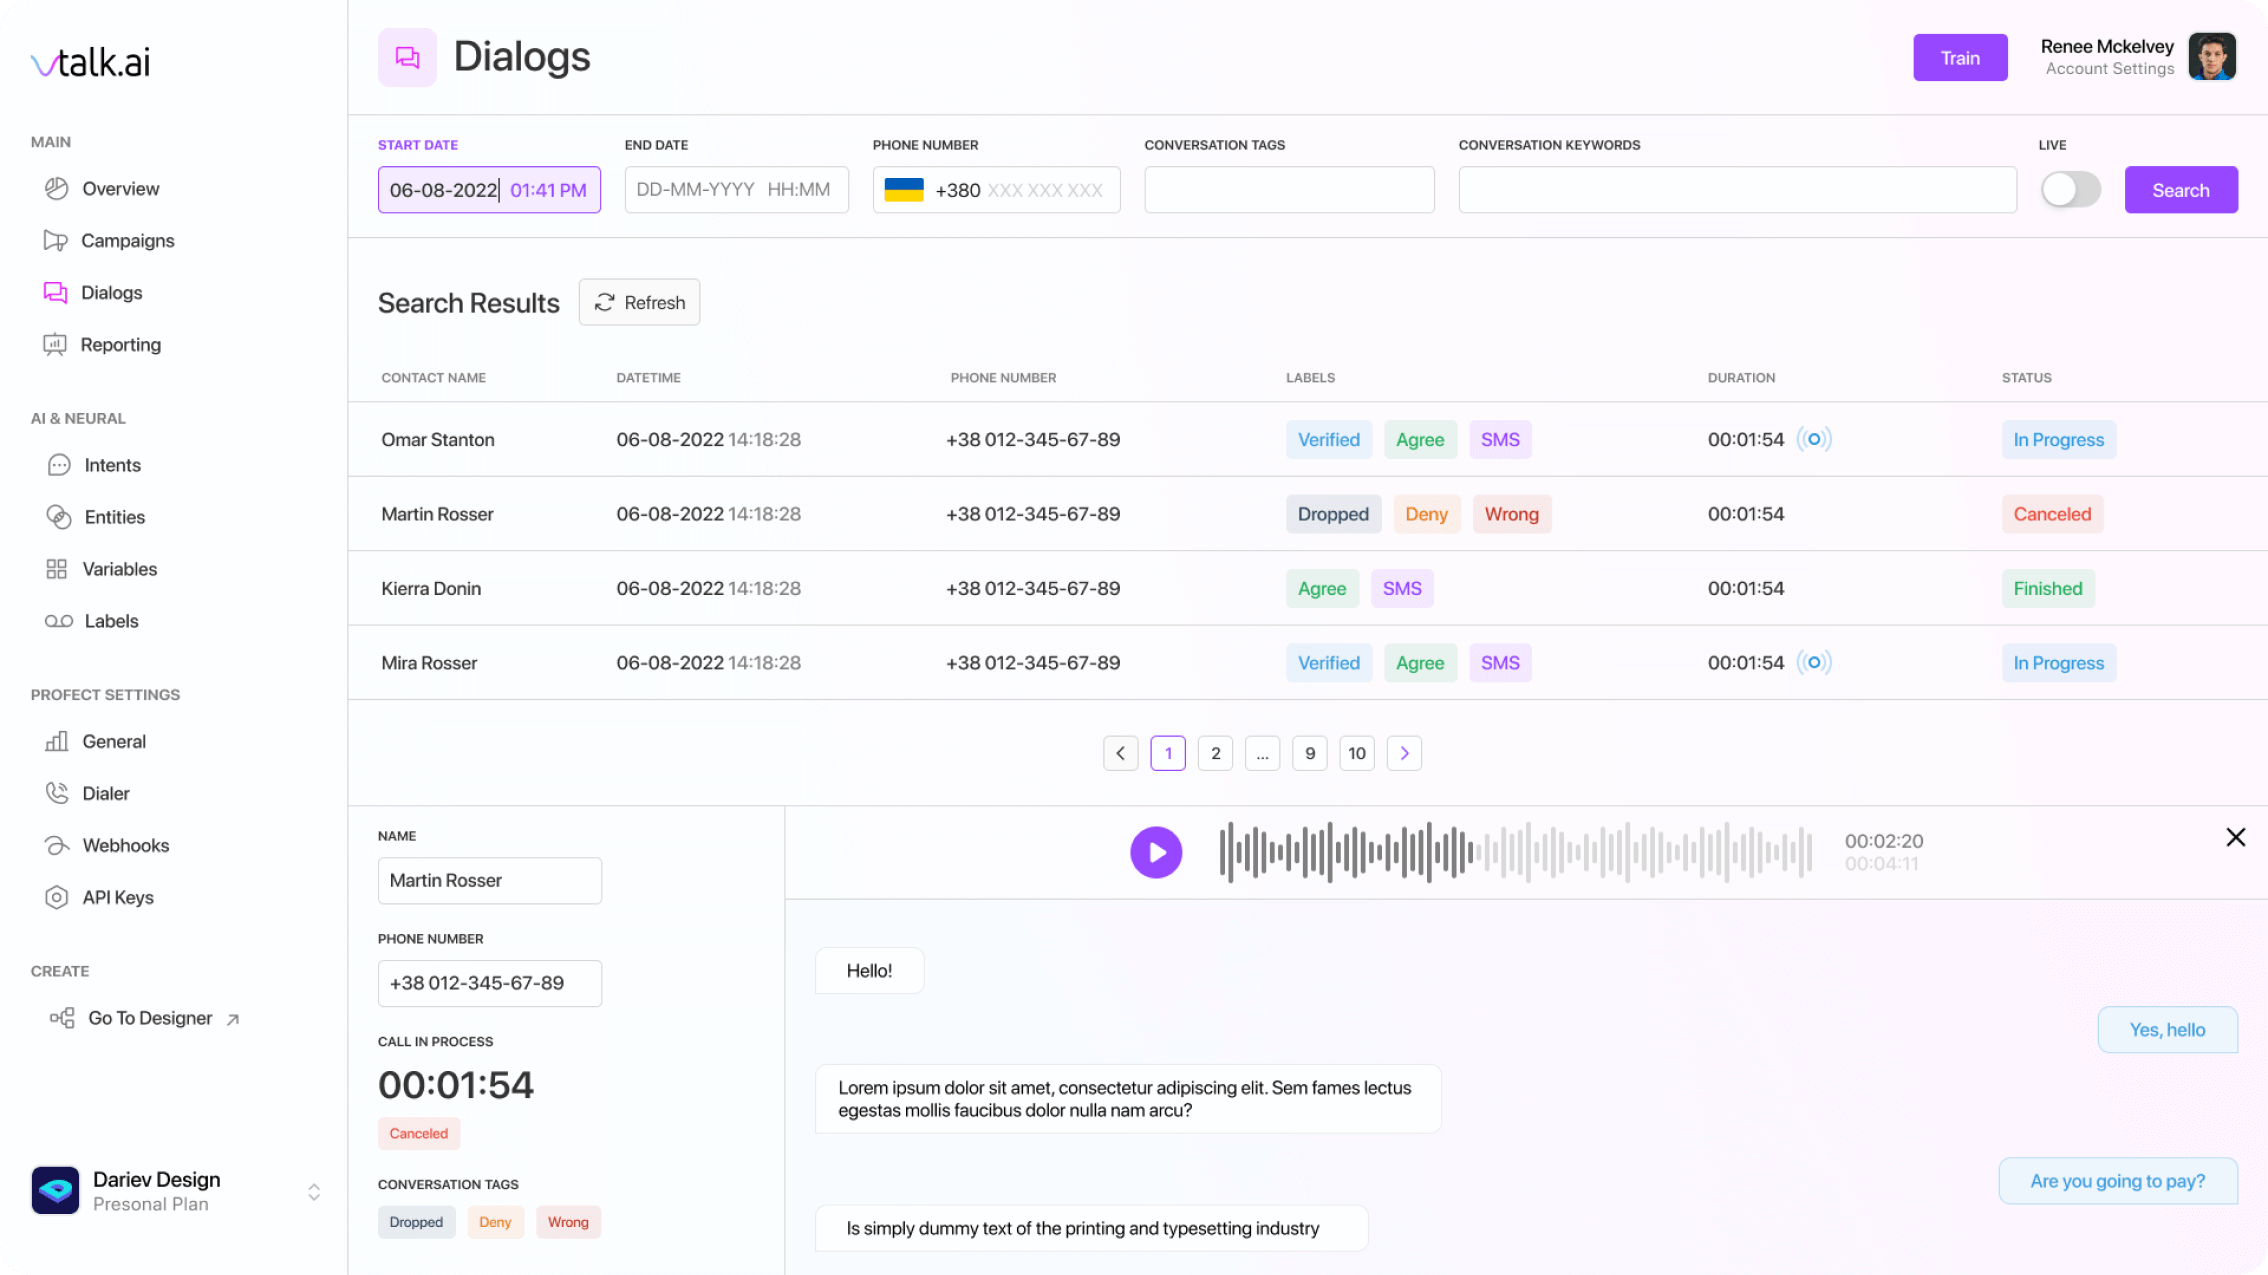 vtalk.ai
MAIN
Overview
Campaigns
Dialogs
Reporting
AI & NEURAL
Intents
Entities
Variables
Labels
PROFECT SETTINGS
General
Dialer
Webhooks
API Keys
CREATE
Go To Designer
Dariev Design
Presonal Plan
Dialogs
Train
Renee Mckelvey
Account Settings
START DATE END DATE PHONE NUMBER CONVERSATION TAGS CONVERSATION KEYWORDS LIVE
06-08-2022 01:41 PM DD-MM-YYYY HH:MM +380 XXX XXX XXX Search
Search Results Refresh
CONTACT NAME DATETIME PHONE NUMBER LABELS DURATION STATUS
Omar Stanton 06-08-2022 14:18:28 +38 012-345-67-89 Verified Agree SMS 00:01:54 In Progress
Martin Rosser 06-08-2022 14:18:28 +38 012-345-67-89 Dropped Deny Wrong 00:01:54 Canceled
Kierra Donin 06-08-2022 14:18:28 +38 012-345-67-89 Agree SMS 00:01:54 Finished
Mira Rosser 06-08-2022 14:18:28 +38 012-345-67-89 Verified Agree SMS 00:01:54 In Progress
1 2 ... 9 10
NAME
Martin Rosser
PHONE NUMBER
+38 012-345-67-89
CALL IN PROCESS
00:01:54
Canceled
CONVERSATION TAGS
Dropped Deny Wrong
00:02:20
00:04:11
Hello!
Yes, hello
Lorem ipsum dolor sit amet, consectetur adipiscing elit. Sem fames lectus
egestas mollis faucibus dolor nulla nam arcu?
Are you going to pay?
Is simply dummy text of the printing and typesetting industry